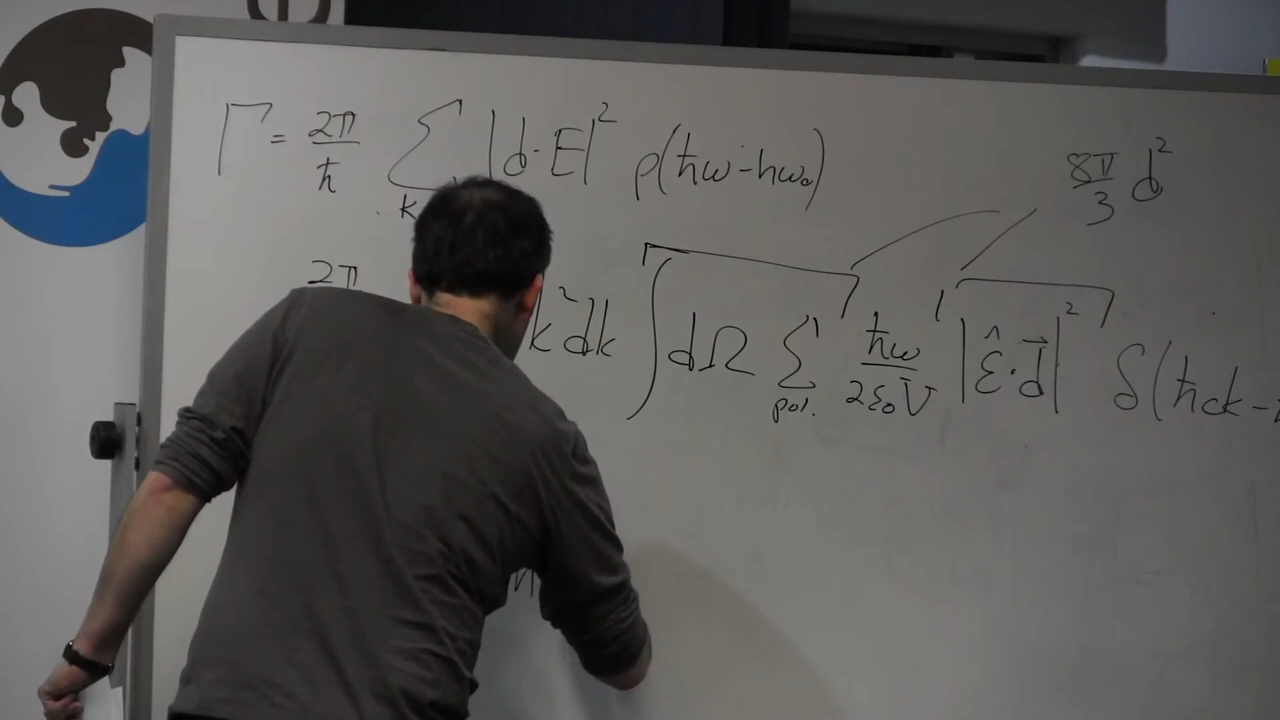 Γ = 2π/ħ Σ_k |d·E|² ρ(ħω - ħω₀)
8π/3 d²
2π k²dk ∫dΩ Σ_pol. ħω/2ε₀V |ε̂·d⃗|² δ(ħck -